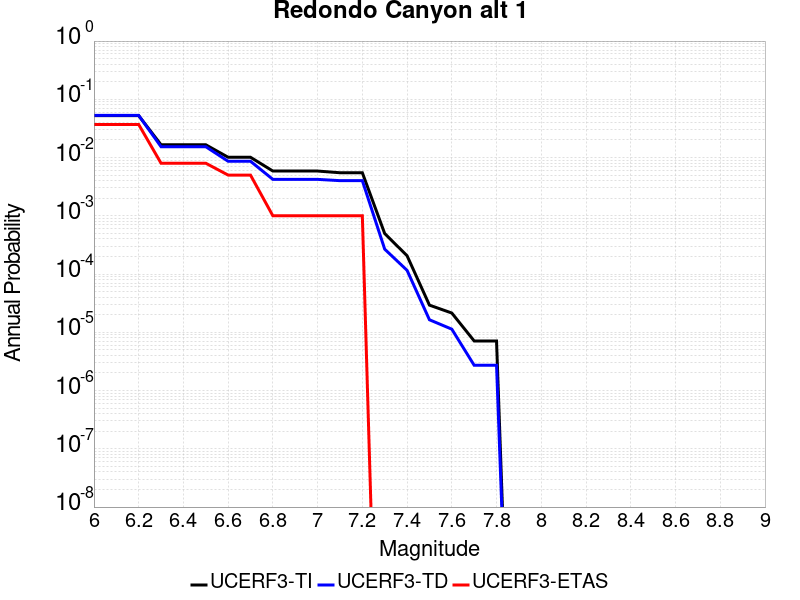 Redondo Canyon alt 1
10^0
10^-1
10^-2
10^-3
10^-4
10^-5
10^-6
10^-7
10^-8
Annual Probability
6 6.2 6.4 6.6 6.8 7 7.2 7.4 7.6 7.8 8 8.2 8.4 8.6 8.8 9
Magnitude
UCERF3-TI UCERF3-TD UCERF3-ETAS